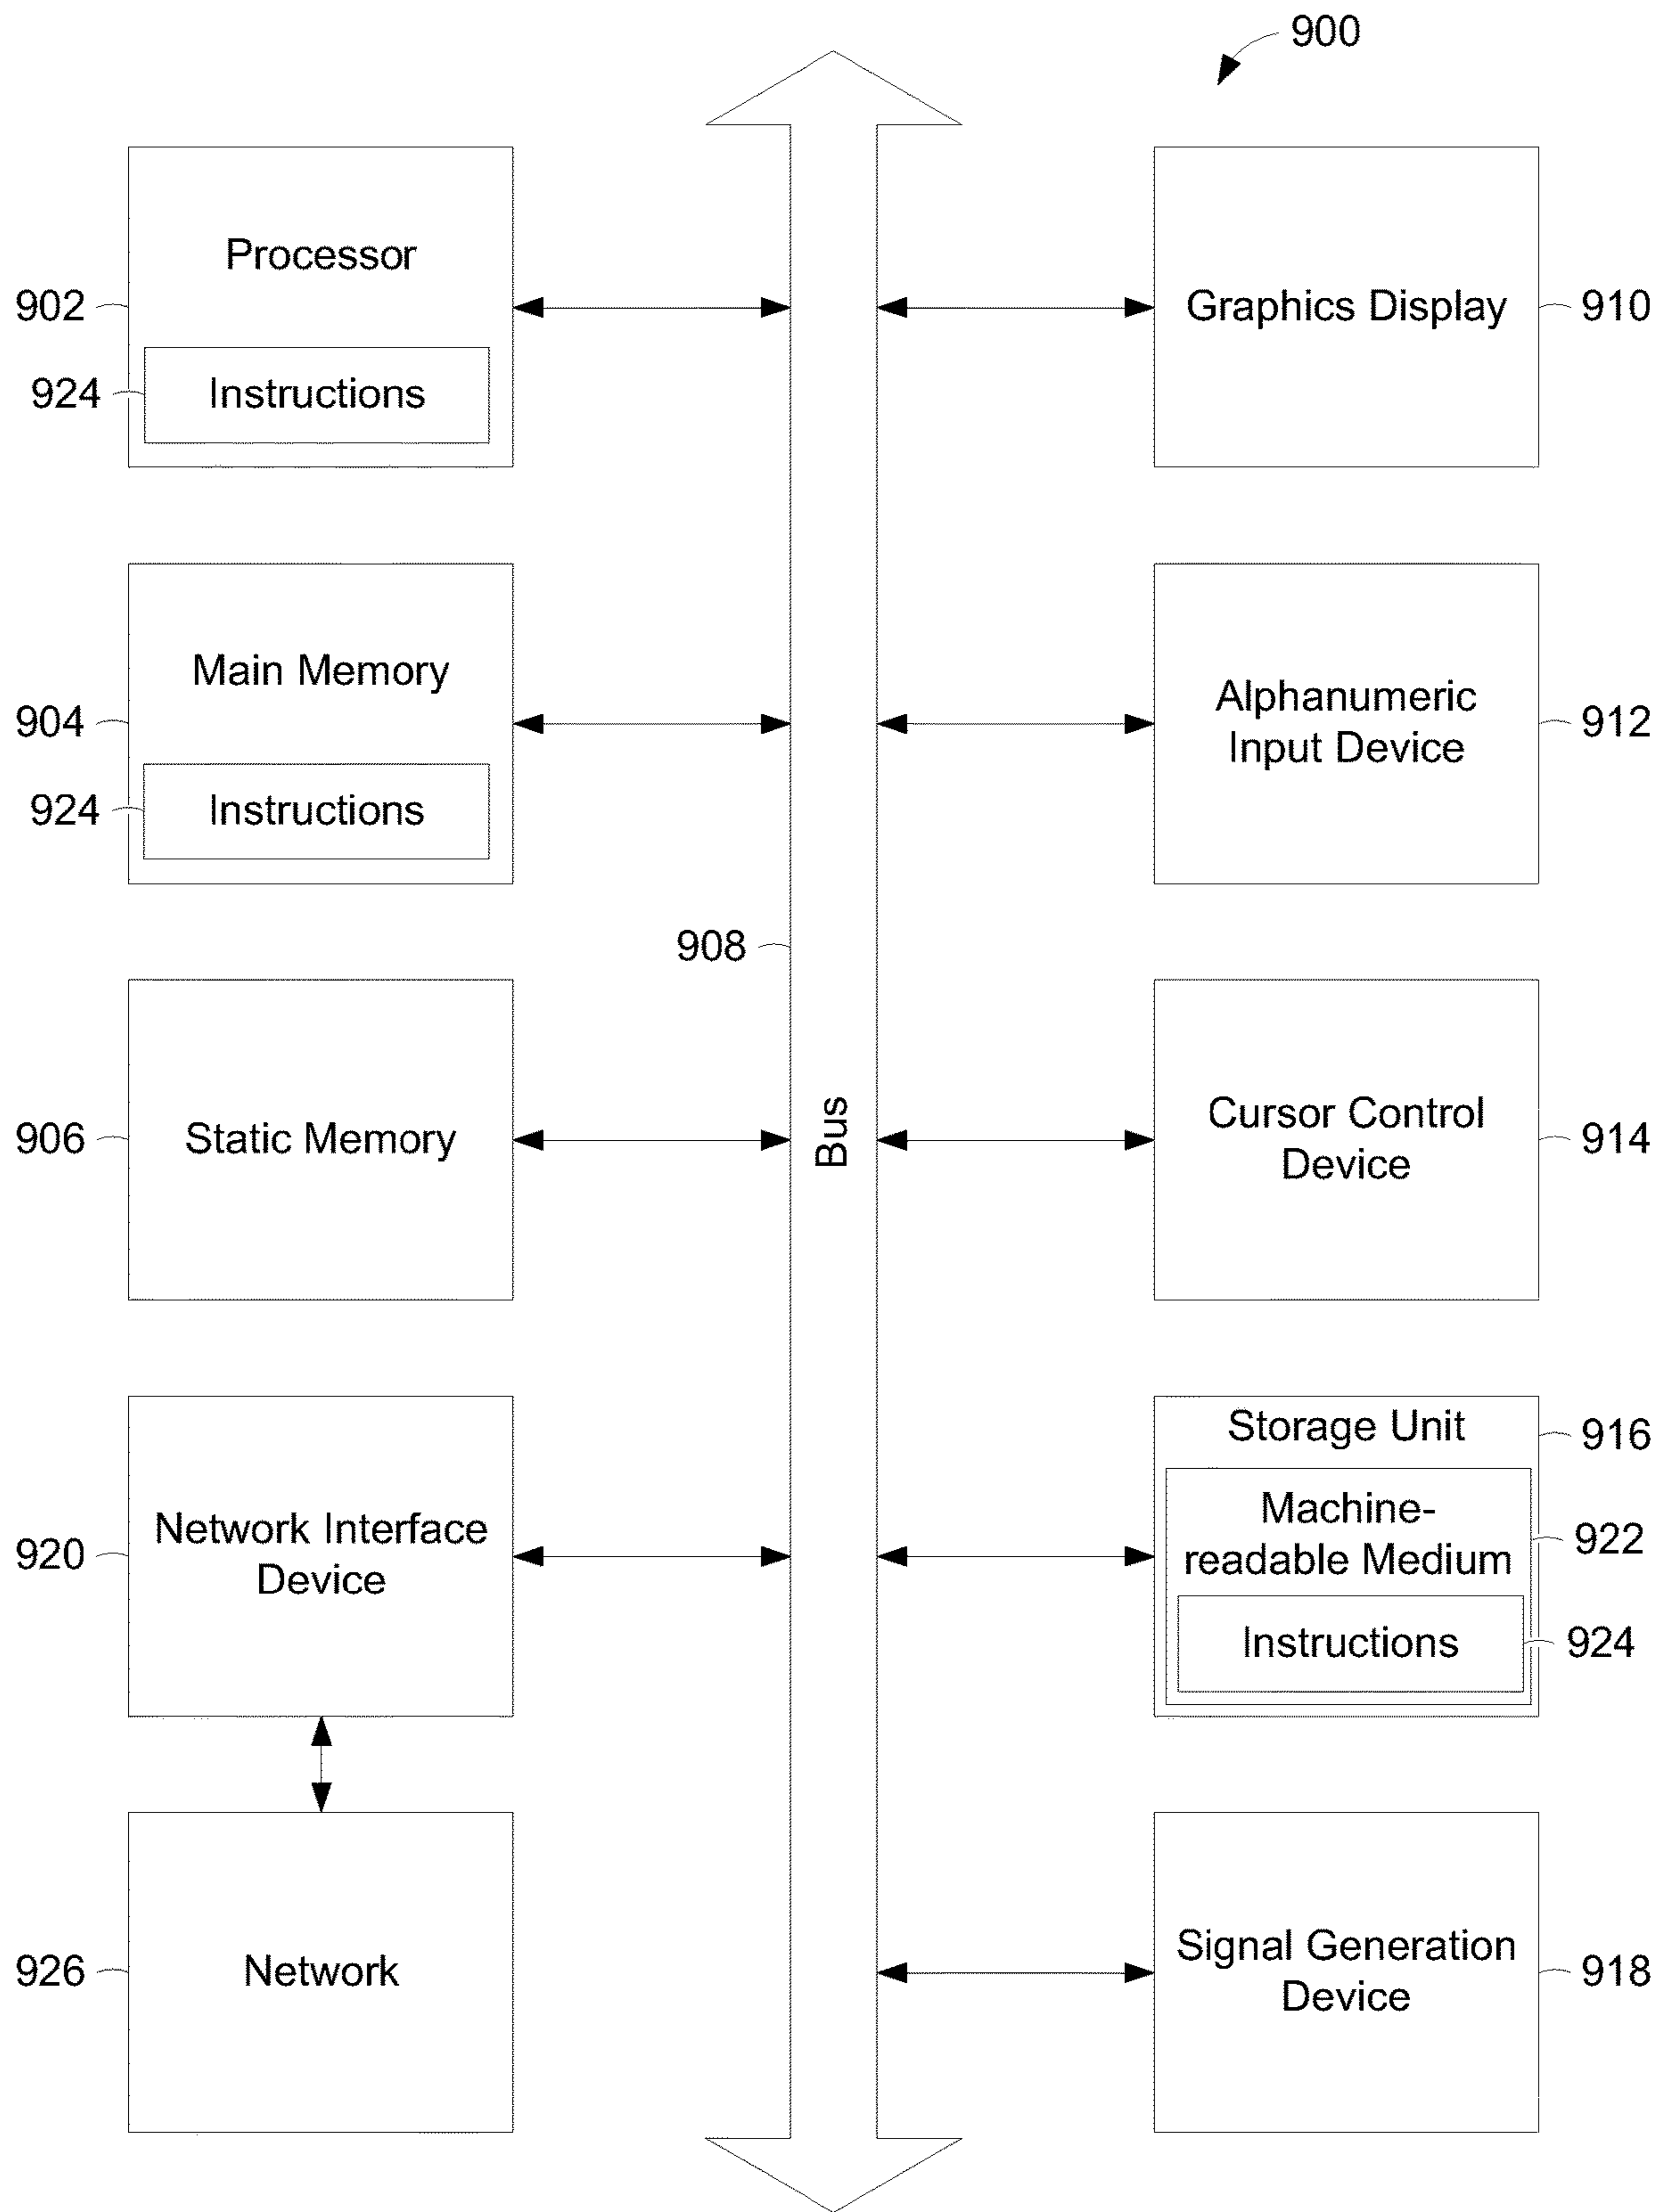 900
Processor
902
924
Instructions
Graphics Display
910
Main Memory
904
924
Instructions
Alphanumeric
Input Device
912
908
Static Memory
906
Bus
Cursor Control
Device
914
Network Interface
Device
920
Storage Unit
916
Machine-
readable Medium
922
Instructions
924
Network
926
Signal Generation
Device
918